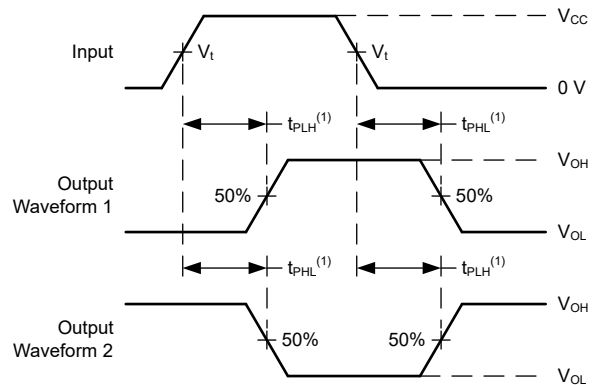 V_CC
Input
V_t
V_t
0 V
t_PLH^(1)
t_PHL^(1)
V_OH
Output
Waveform 1
50%
50%
V_OL
t_PHL^(1)
t_PLH^(1)
V_OH
Output
Waveform 2
50%
50%
V_OL